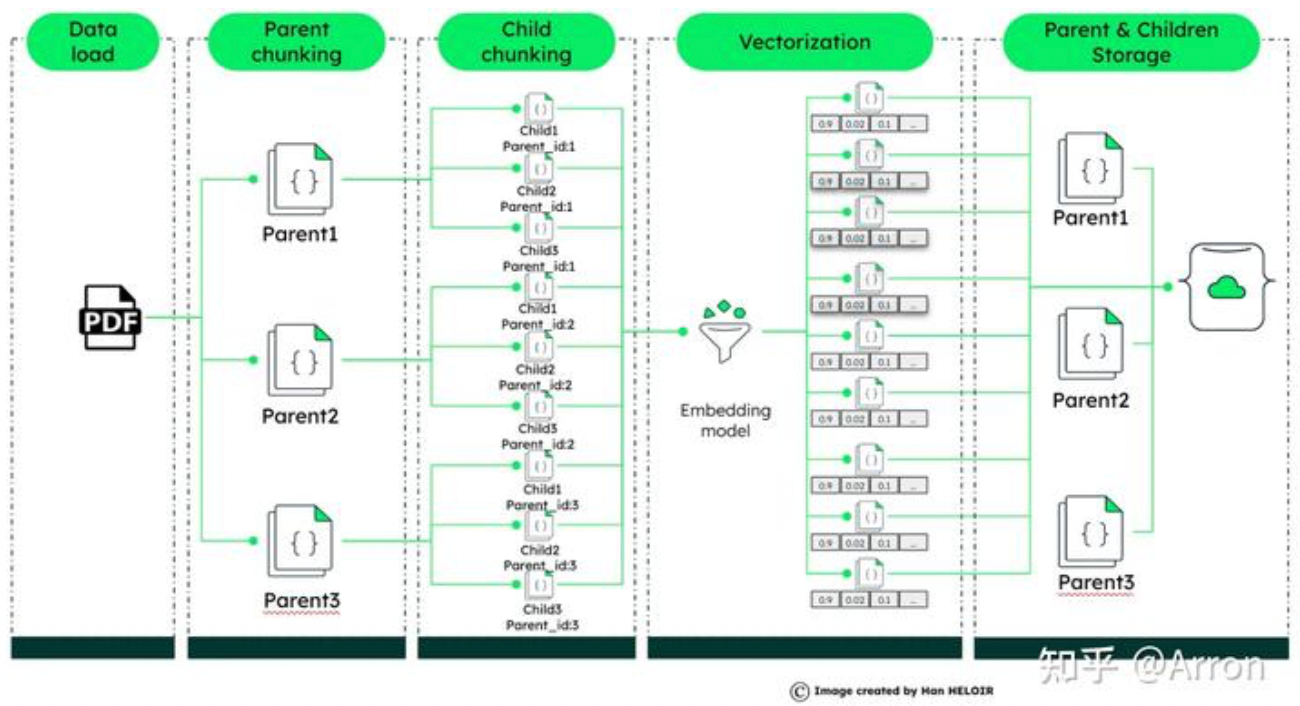 Data
load
Parent
chunking
Child
chunking
Vectorization
Parent & Children
Storage
PDF
{ }
Parent1
{ }
Parent2
{ }
Parent3
{ }
Child1
Parent_id:1
{ }
Child2
Parent_id:1
{ }
Child3
Parent_id:1
{ }
Child1
Parent_id:2
{ }
Child2
Parent_id:2
{ }
Child3
Parent_id:2
{ }
Child1
Parent_id:3
{ }
Child2
Parent_id:3
{ }
Child3
Parent_id:3
Embedding
model
{ }
0.9 0.02 0.1 ...
{ }
0.9 0.02 0.1 ...
{ }
0.9 0.02 0.1 ...
{ }
0.9 0.02 0.1 ...
{ }
0.9 0.02 0.1 ...
{ }
0.9 0.02 0.1 ...
{ }
0.9 0.02 0.1 ...
{ }
0.9 0.02 0.1 ...
{ }
0.9 0.02 0.1 ...
{ }
Parent1
{ }
Parent2
{ }
Parent3
知乎 @Arron
© Image created by Han HELOIR